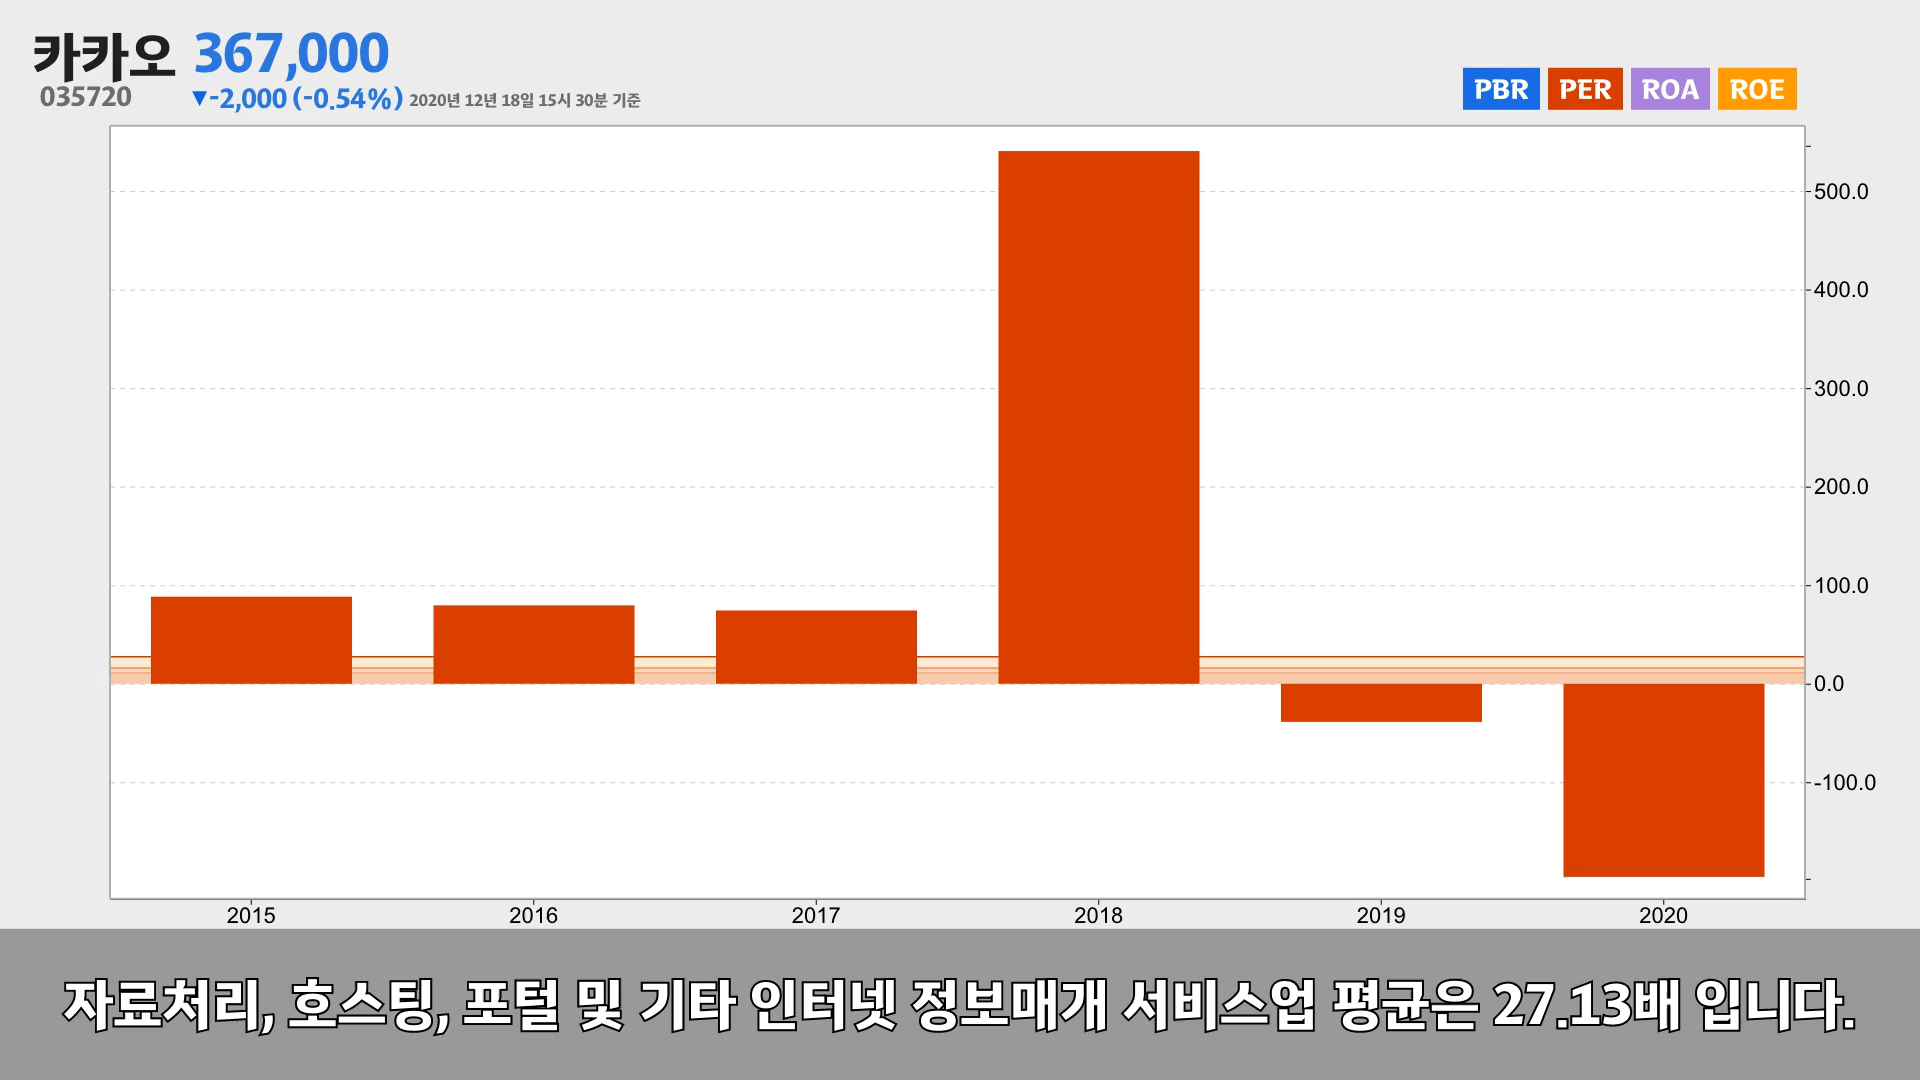 카카오 367,000
035720 ▼-2,000 (-0.54%) 2020년 12년 18일 15시 30분 기준
PBR PER ROA ROE
500.0
400.0
300.0
200.0
100.0
0.0
-100.0
2015 2016 2017 2018 2019 2020
자료처리, 호스팅, 포털 및 기타 인터넷 정보매개 서비스업 평균은 27.13배 입니다.